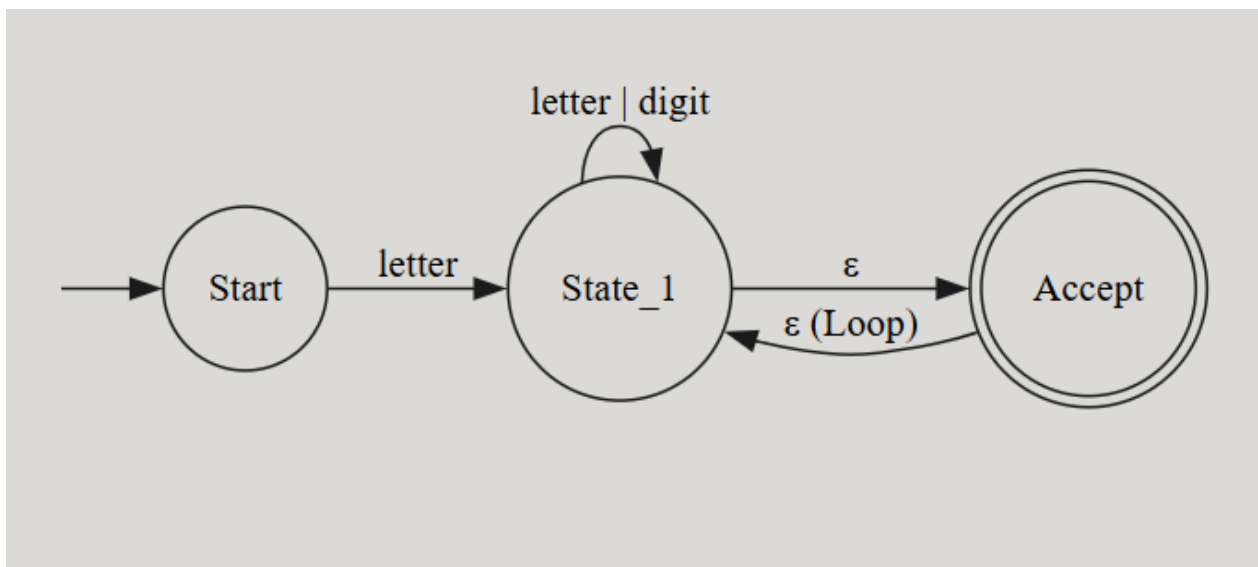 letter | digit
Start
letter
State_1
ε
ε (Loop)
Accept